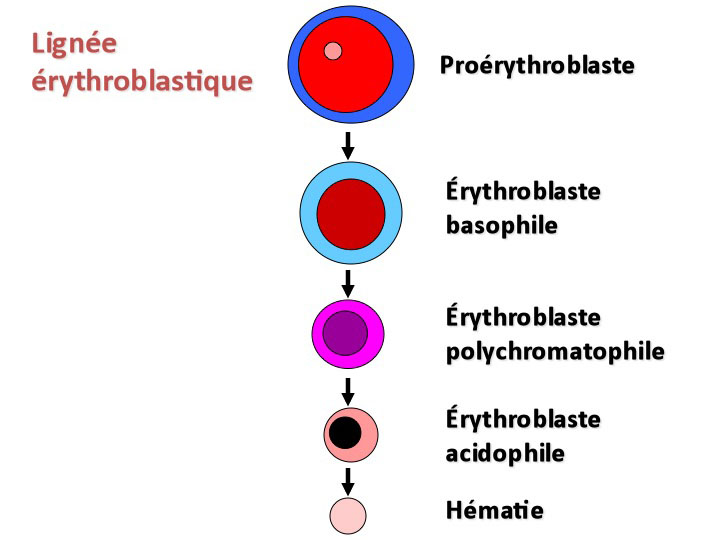 Lignée
érythroblastique
Proérythroblaste
Érythroblaste
basophile
Érythroblaste
polychromatophile
Érythroblaste
acidophile
Hématie